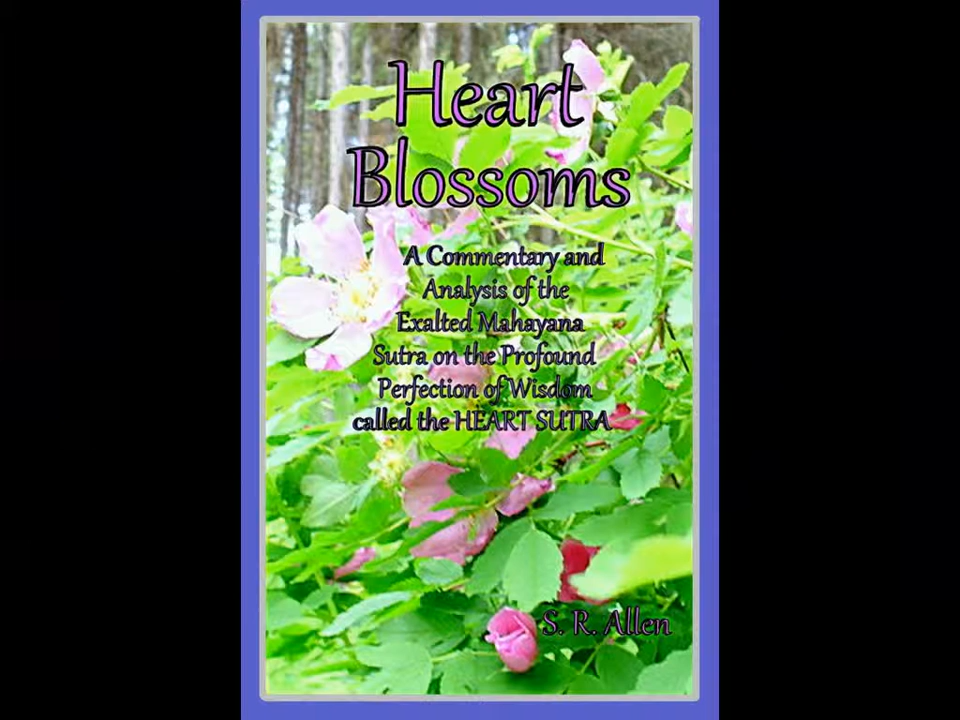 Heart
Blossoms
A Commentary and
Analysis of the
Exalted Mahayana
Sutra on the Profound
Perfection of Wisdom
called the HEART SUTRA
S. R. Allen